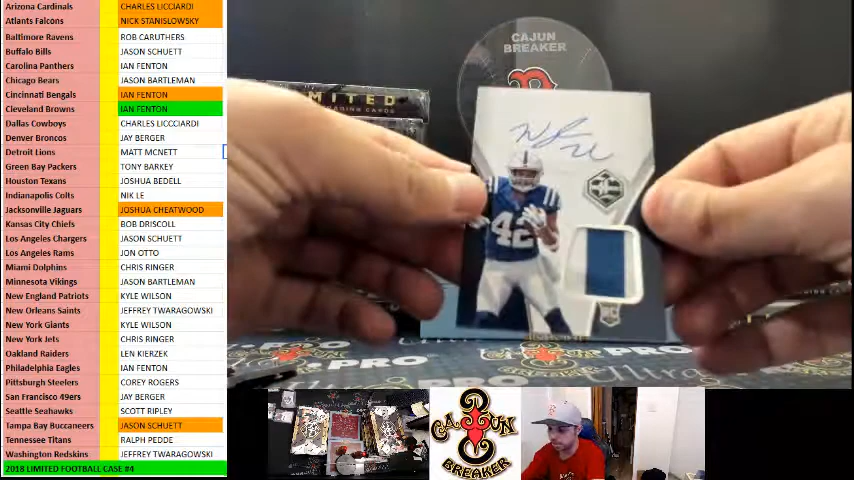 Arizona Cardinals CHARLES LICCIARDI
Atlants Falcons NICK STANISLOWSKY
Baltimore Ravens ROB CARUTHERS
Buffalo Bills JASON SCHUETT
Carolina Panthers IAN FENTON
Chicago Bears JASON BARTLEMAN
Cincinnati Bengals IAN FENTON
Cleveland Browns IAN FENTON
Dallas Cowboys CHARLES LICCCIARDI
Denver Broncos JAY BERGER
Detroit Lions MATT MCNETT
Green Bay Packers TONY BARKEY
Houston Texans JOSHUA BEDELL
Indianapolis Colts NIK LE
Jacksonville Jaguars JOSHUA CHEATWOOD
Kansas City Chiefs BOB DRISCOLL
Los Angeles Chargers JASON SCHUETT
Los Angeles Rams JON OTTO
Miami Dolphins CHRIS RINGER
Minnesota Vikings JASON BARTLEMAN
New England Patriots KYLE WILSON
New Orleans Saints JEFFREY TWARAGOWSKI
New York Giants KYLE WILSON
New York Jets CHRIS RINGER
Oakland Raiders LEN KIERZEK
Philadelphia Eagles IAN FENTON
Pittsburgh Steelers COREY ROGERS
San Francisco 49ers JAY BERGER
Seattle Seahawks SCOTT RIPLEY
Tampa Bay Buccaneers JASON SCHUETT
Tennessee Titans RALPH PEDDE
Washington Redskins JEFFREY TWARAGOWSKI
2018 LIMITED FOOTBALL CASE #4
CAJUN
BREAKER
MITED
42
RC
PRO
CAJUN
BREAKER